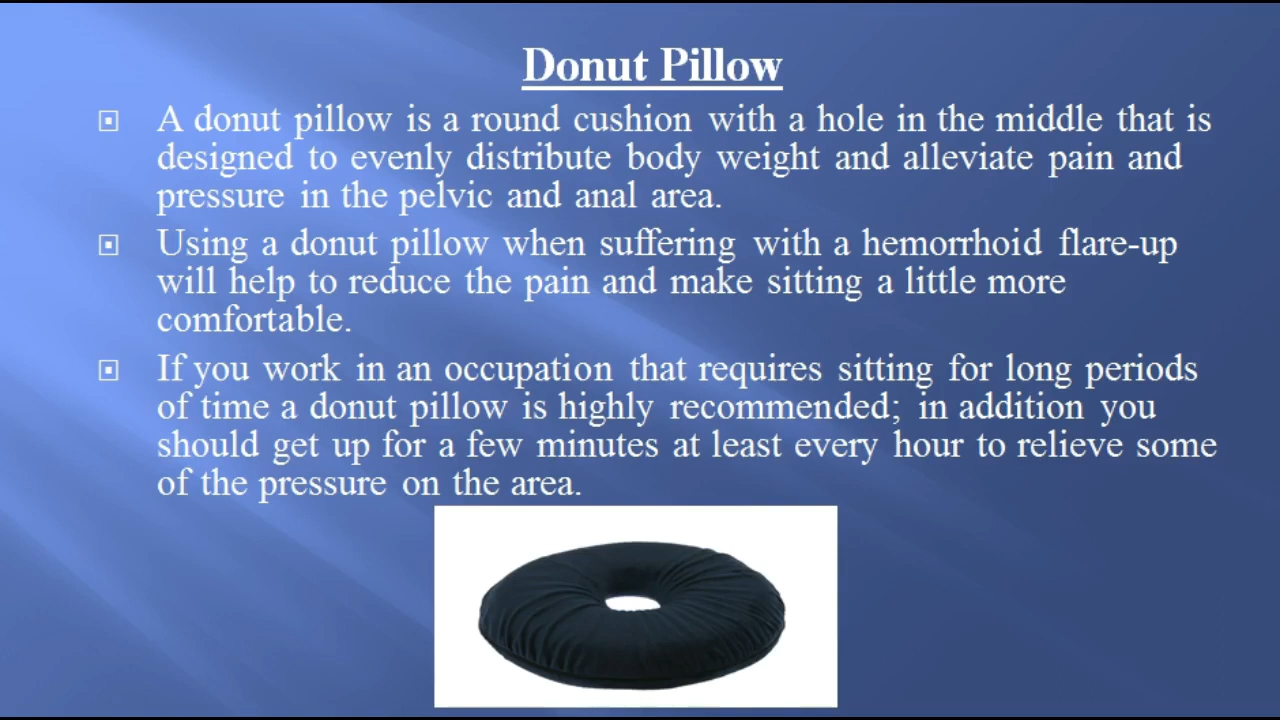 Donut Pillow
A donut pillow is a round cushion with a hole in the middle that is
designed to evenly distribute body weight and alleviate pain and
pressure in the pelvic and anal area.
Using a donut pillow when suffering with a hemorrhoid flare-up
will help to reduce the pain and make sitting a little more
comfortable.
If you work in an occupation that requires sitting for long periods
of time a donut pillow is highly recommended; in addition you
should get up for a few minutes at least every hour to relieve some
of the pressure on the area.